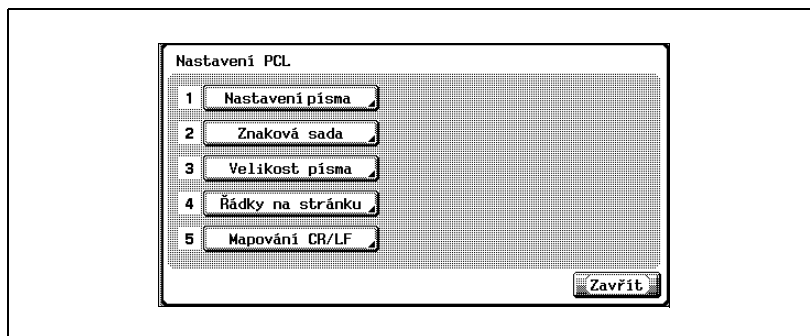 Nastavení PCL
1 Nastavení písma
2 Znaková sada
3 Velikost písma
4 Řádky na stránku
5 Mapování CR/LF
Zavřít